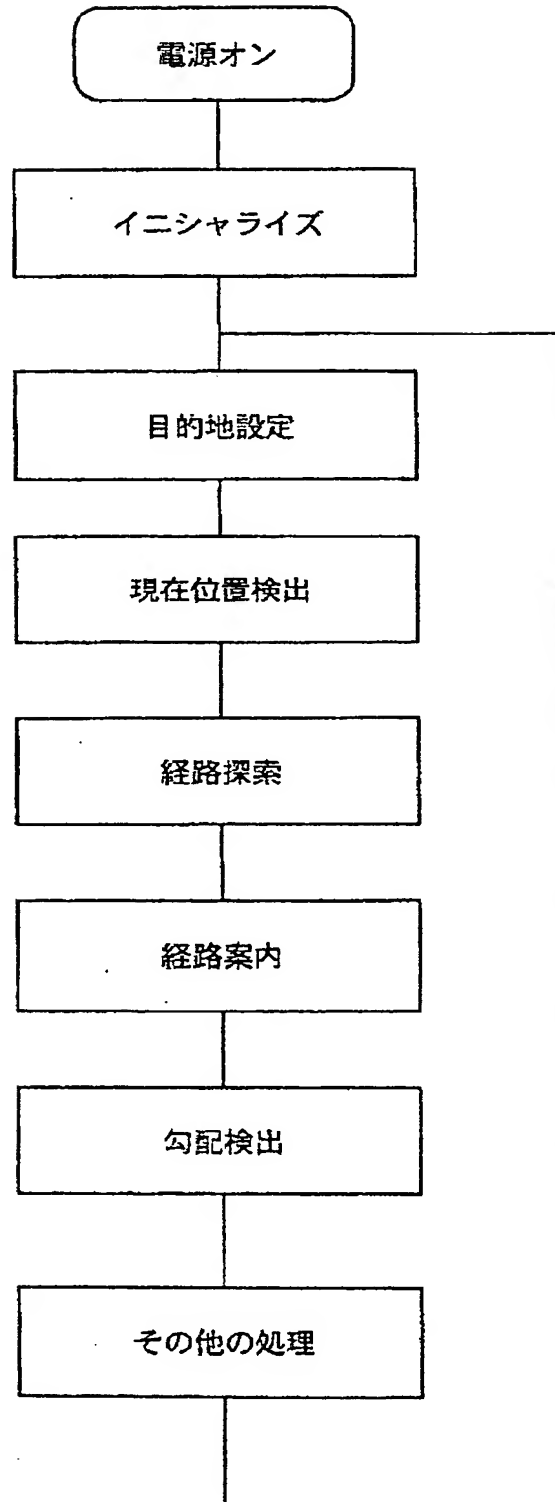 電源オン
イニシャライズ
目的地設定
現在位置検出
経路探索
経路案内
勾配検出
その他の処理